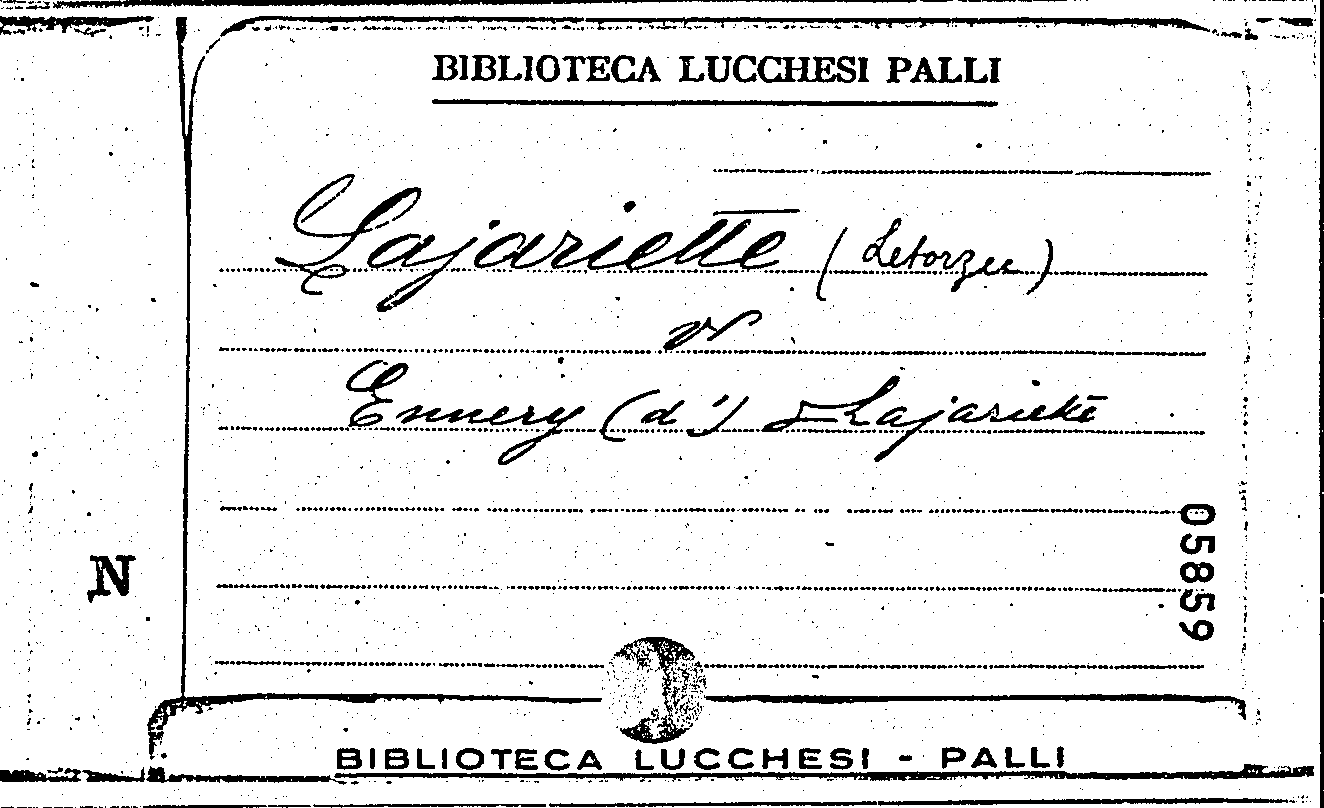 BIBLIOTECA LUCCHESI PALLI
Lajariette (Letorzec)
v
Ennery (d') & Lajariette
N
05859
BIBLIOTECA LUCCHESI - PALLI